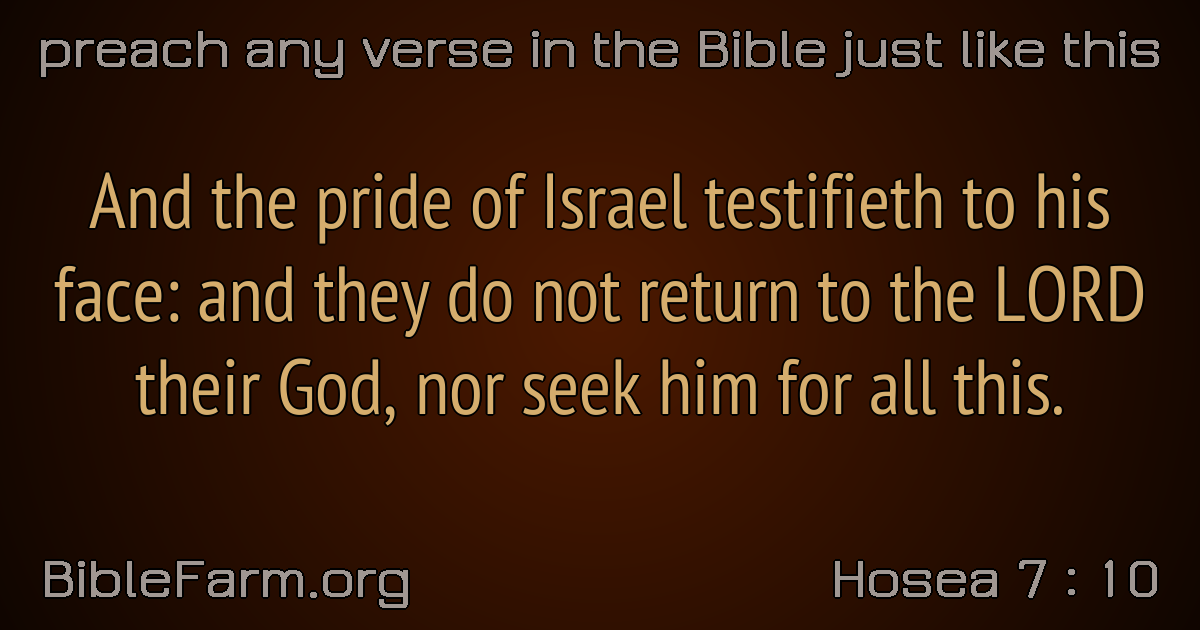 preach any verse in the Bible just like this
And the pride of Israel testifieth to his
face: and they do not return to the LORD
their God, nor seek him for all this.
BibleFarm.org
Hosea 7 : 10